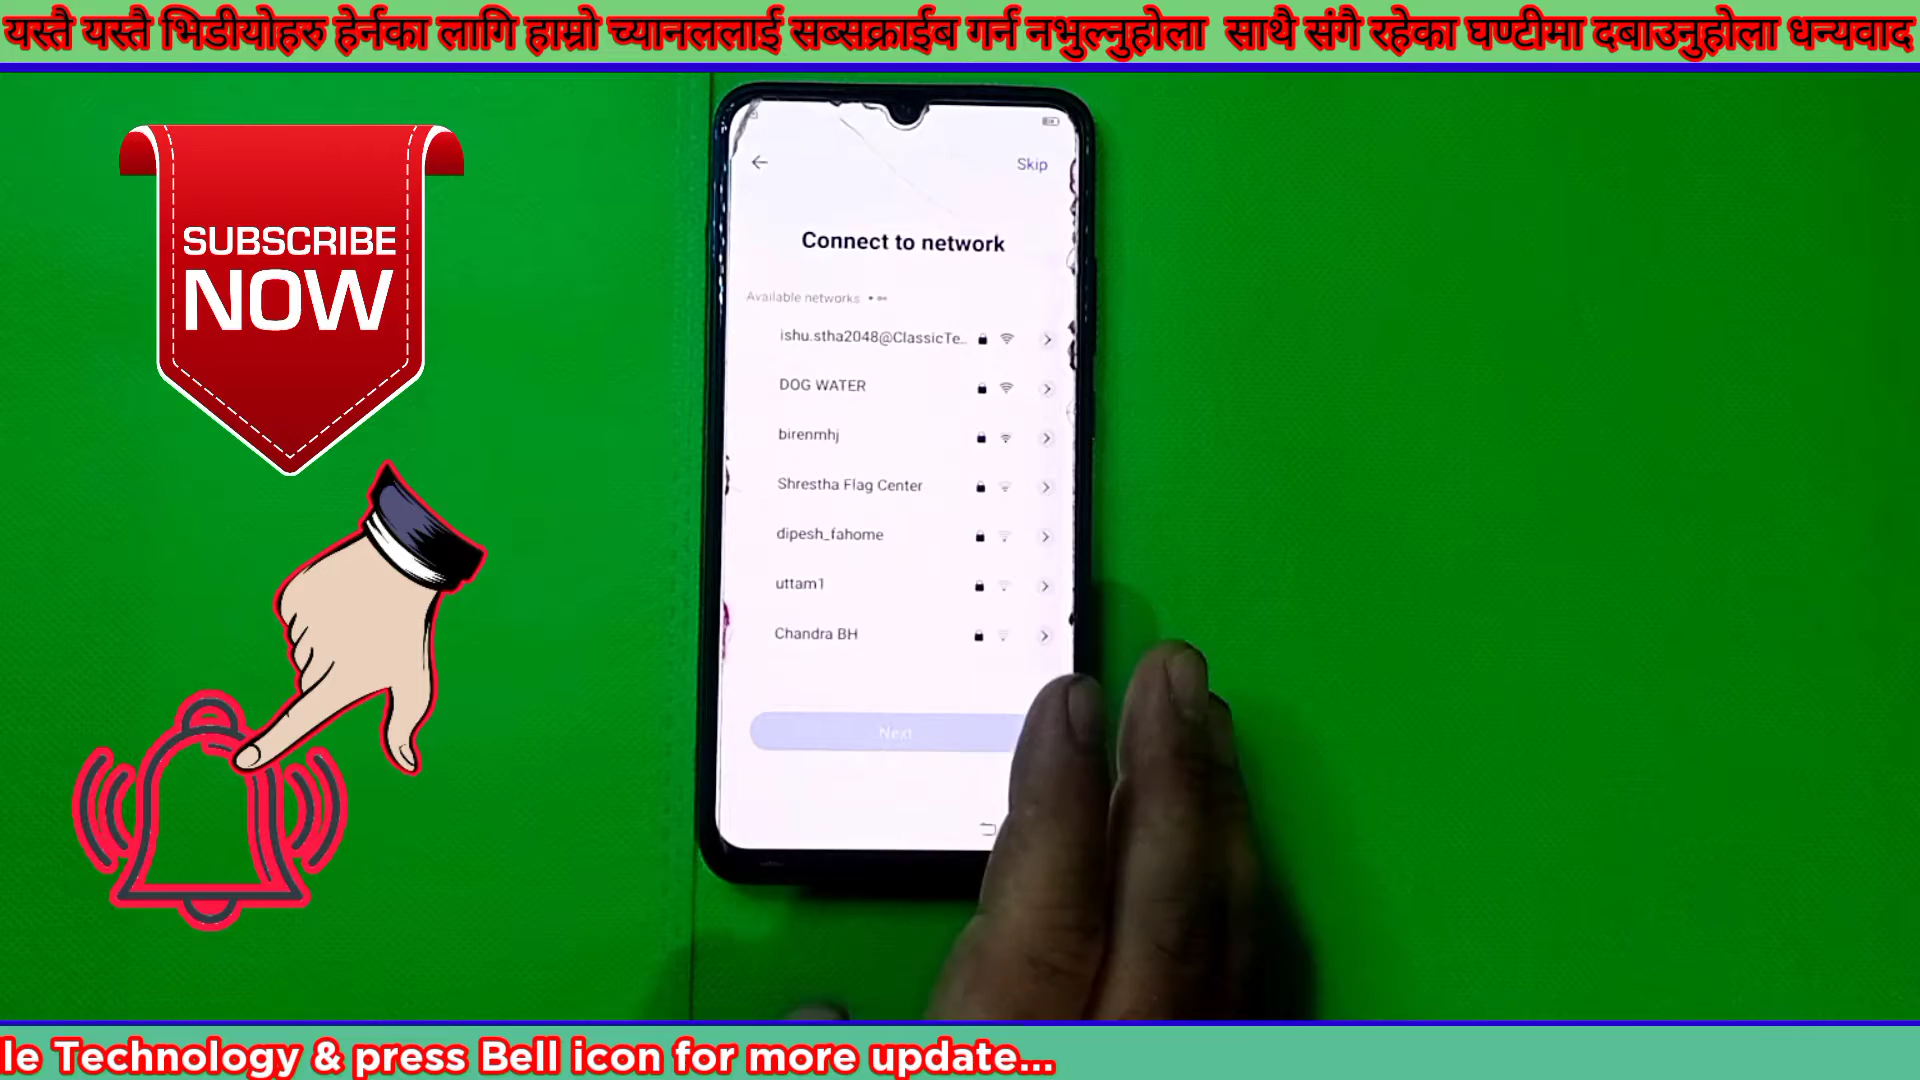 यस्तै यस्तै भिडीयोहरु हेर्नका लागि हाम्रो च्यानललाई सब्सक्राईब गर्न नभुल्नुहोला साथै संगै रहेका घण्टीमा दबाउनुहोला धन्यवाद
SUBSCRIBE
NOW
Skip
Connect to network
Available networks
ishu.stha2048@ClassicTe...
DOG WATER
birenmhj
Shrestha Flag Center
dipesh_fahome
uttam1
Chandra BH
Next
le Technology & press Bell icon for more update...